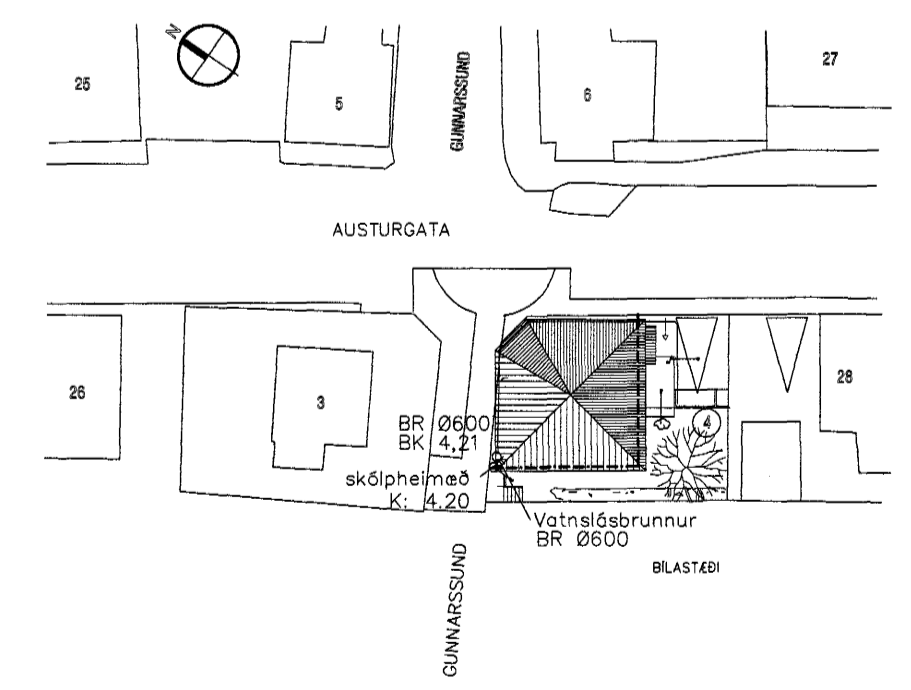 N
25
5
GUNNARSSUND
6
27
AUSTURGATA
26
3
28
BR Ø600
BK 4,21
4
skólpheimæð
K: 4.20
Vatnslásbrunnur
BR Ø600
BÍLASTÆÐI
GUNNARSSUND